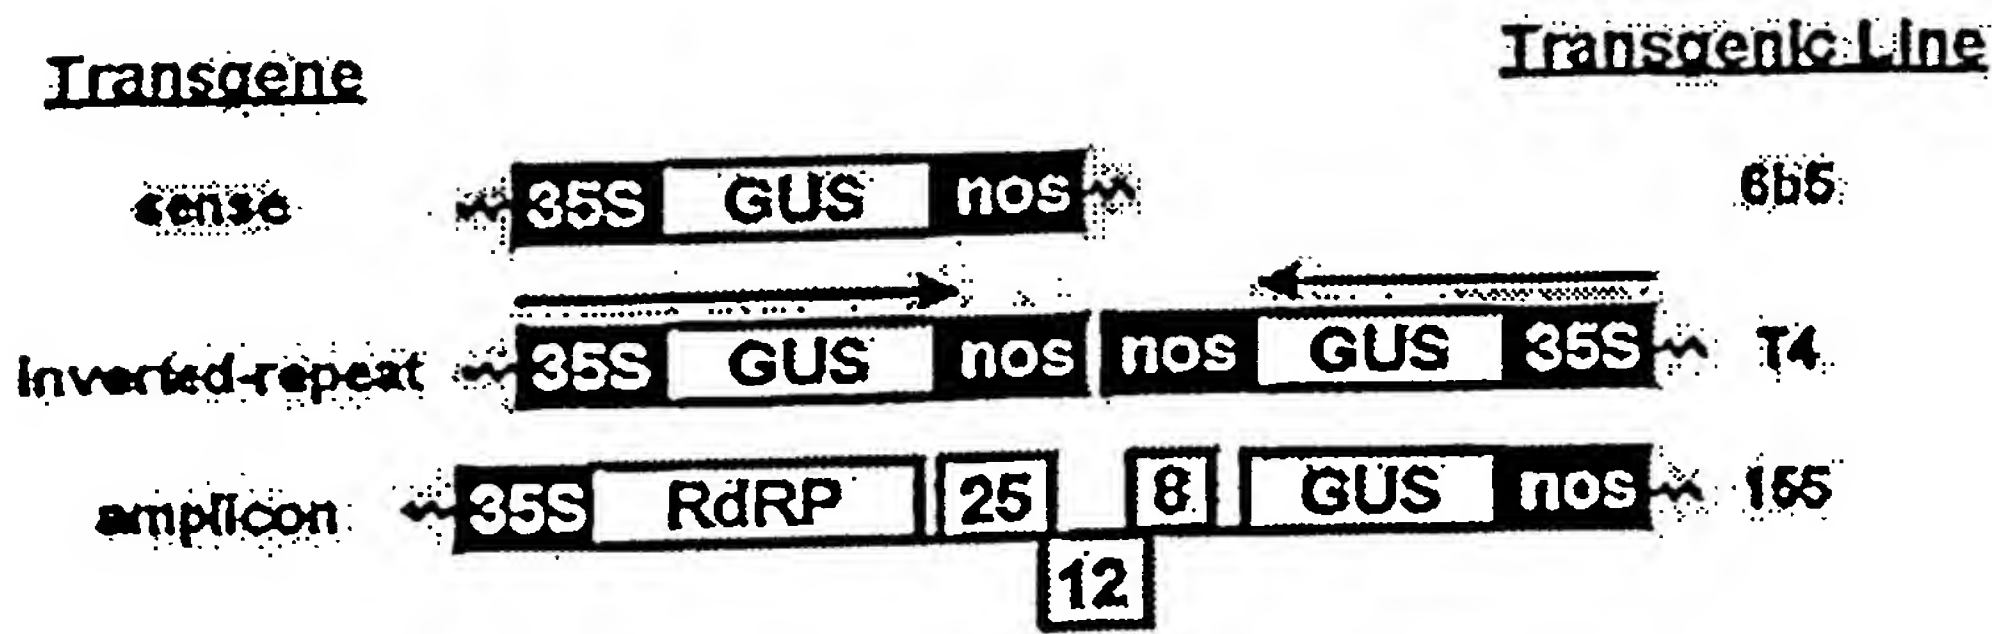 Transgene Transgenic Line
sense 35S GUS nos 6b5
Inverted-repeat 35S GUS nos nos GUS 35S T4
amplicon 35S RdRP 25 8 GUS nos 155
12